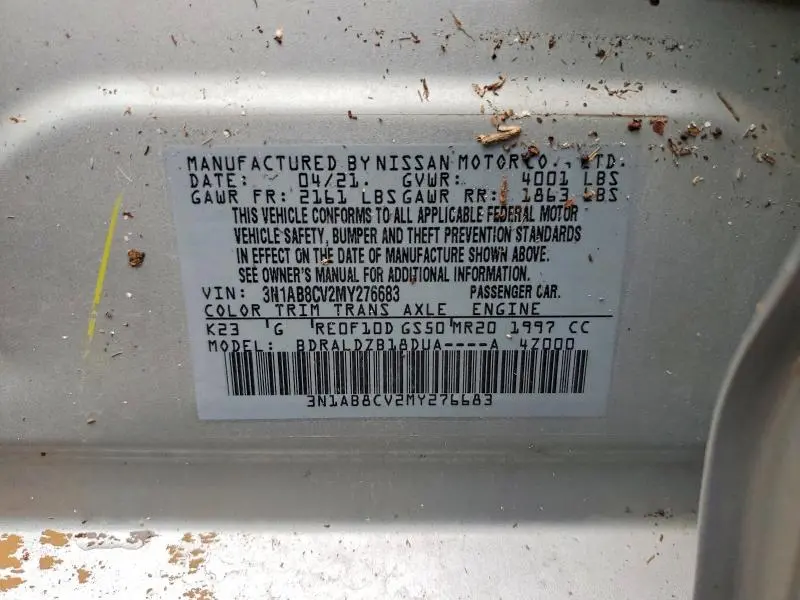 MANUFACTURED BY NISSAN MOTOR CO., LTD.
DATE: 04/21 GVWR: 4001 LBS
GAWR FR: 2161 LBS GAWR RR: 1863 LBS
THIS VEHICLE CONFORMS TO ALL APPLICABLE FEDERAL MOTOR
VEHICLE SAFETY, BUMPER AND THEFT PREVENTION STANDARDS
IN EFFECT ON THE DATE OF MANUFACTURE SHOWN ABOVE.
SEE OWNER'S MANUAL FOR ADDITIONAL INFORMATION.
VIN: 3N1AB8CV2MY276683 PASSENGER CAR.
COLOR TRIM TRANS AXLE ENGINE
K23 G RE0F10D GS50 MR20 1997 CC
MODEL: BDRALDZB18DUA----A 4Z000
3N1AB8CV2MY276683